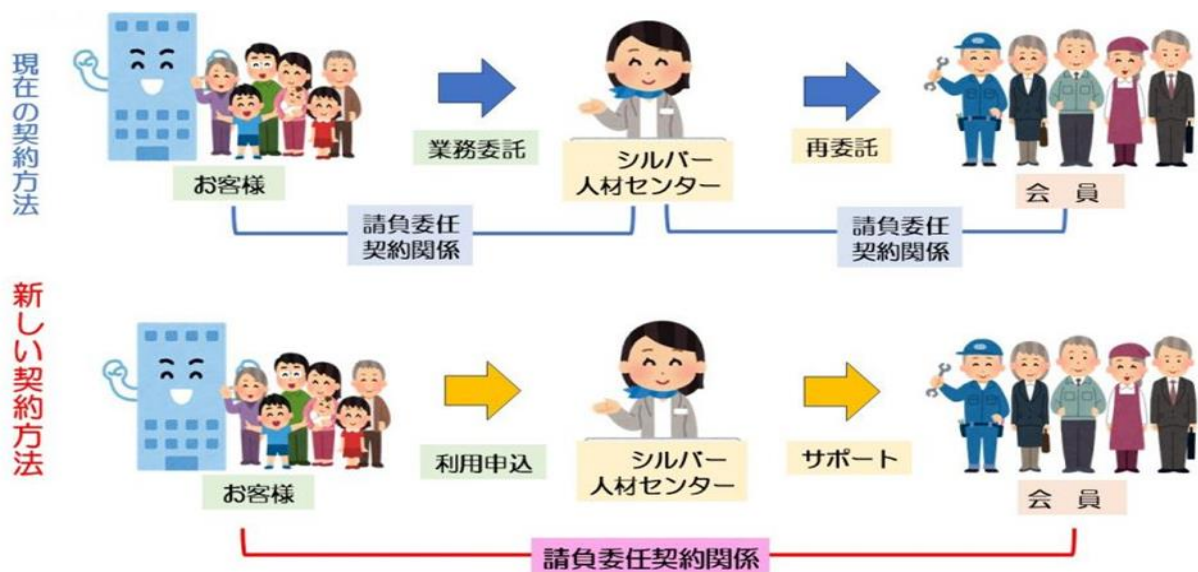 現在の契約方法
業務委託
再委託
お客様
シルバー
人材センター
会 員
請負委任
契約関係
請負委任
契約関係
新しい契約方法
利用申込
サポート
お客様
シルバー
人材センター
会 員
請負委任契約関係